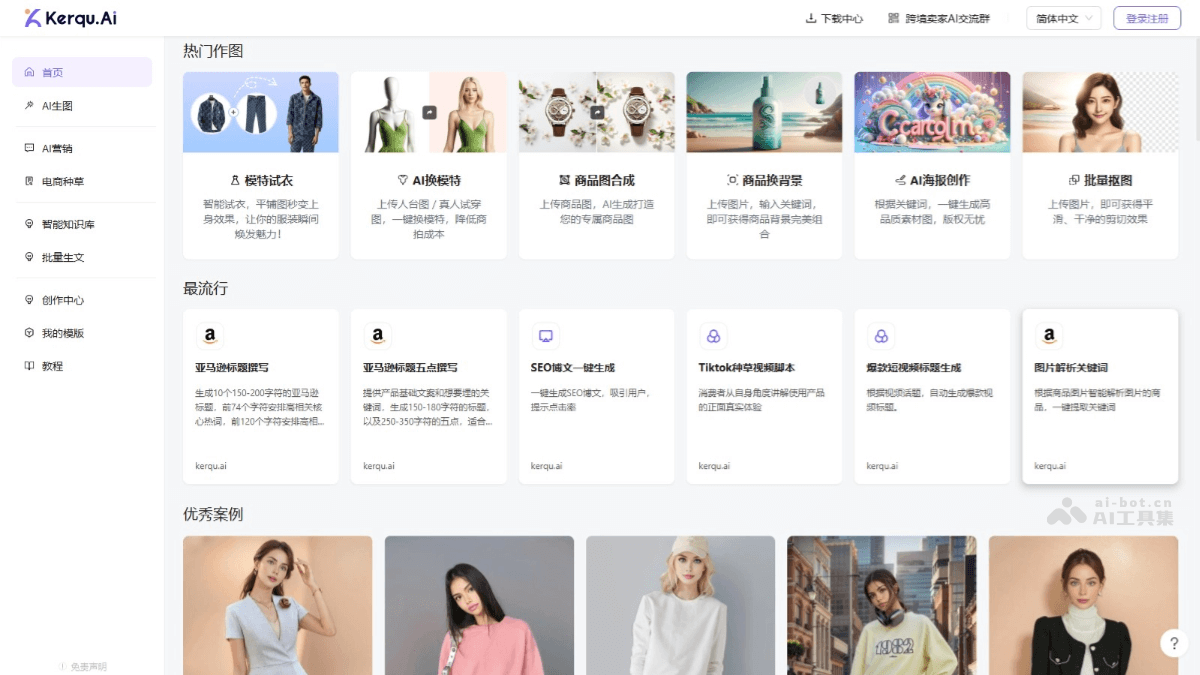 Kerqu.Ai
下载中心
跨境卖家AI交流群
简体中文
登录注册
首页
AI生图
AI营销
电商种草
智能知识库
批量生文
创作中心
我的模版
教程
免责声明
热门作图
模特试衣
智能试衣，平铺图秒变上
身效果，让你的服装瞬间
焕发魅力！
AI换模特
上传人台图 / 真人试穿
图，一键换模特，降低商
拍成本
商品图合成
上传商品图，AI生成打造
您的专属商品图
商品换背景
上传图片，输入关键词，
即可获得商品背景完美组
合
AI海报创作
根据关键词，一键生成高
品质素材图，版权无忧
批量抠图
上传图片，即可获得平
滑、干净的剪切效果
最流行
亚马逊标题撰写
生成10个150-200字符的亚马逊
标题，前74个字符安排高相关核
心热词，前120个字符安排高相...
kerqu.ai
亚马逊标题五点撰写
提供产品基础文案和想要埋的关
键词，生成150-180字符的标题，
以及250-350字符的五点，适合...
kerqu.ai
SEO博文一键生成
一键生成SEO博文，吸引用户，
提示点击率
kerqu.ai
Tiktok种草视频脚本
消费者从自身角度讲解使用产品
的正面真实体验
kerqu.ai
爆款短视频标题生成
根据视频话题，自动生成爆款视
频标题。
kerqu.ai
图片解析关键词
根据商品图片智能解析图片的商
品，一键提取关键词
kerqu.ai
ai-bot.cn
AI工具集
优秀案例
1982
?